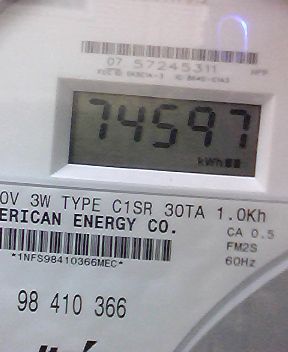 07 57245311
74597
kWh
0V 3W TYPE C1SR 30TA 1.0Kh
ERICAN ENERGY CO.
CA 0.5
FM2S
*1NFS98410366MEC*
60Hz
98 410 366